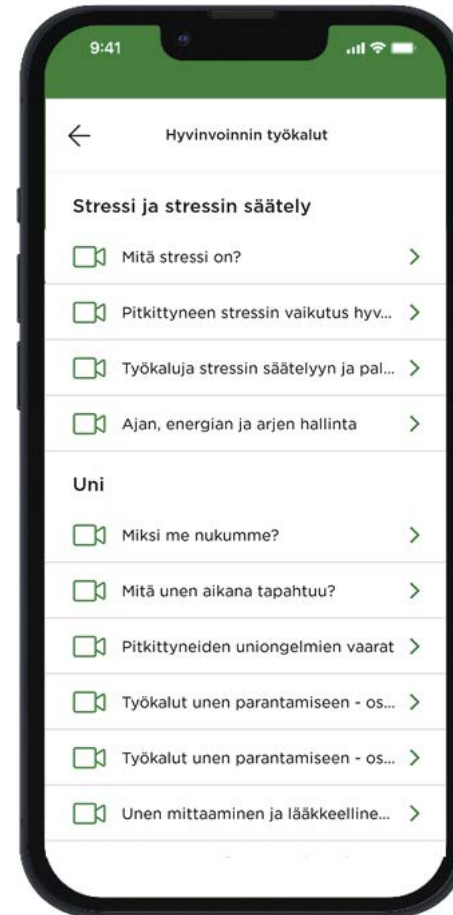 9:41
Hyvinvoinnin työkalut
Stressi ja stressin säätely
Mitä stressi on?
Pitkittyneen stressin vaikutus hyv...
Työkaluja stressin säätelyyn ja pal...
Ajan, energian ja arjen hallinta
Uni
Miksi me nukumme?
Mitä unen aikana tapahtuu?
Pitkittyneiden uniongelmien vaarat
Työkalut unen parantamiseen - os...
Työkalut unen parantamiseen - os...
Unen mittaaminen ja lääkkeelline...